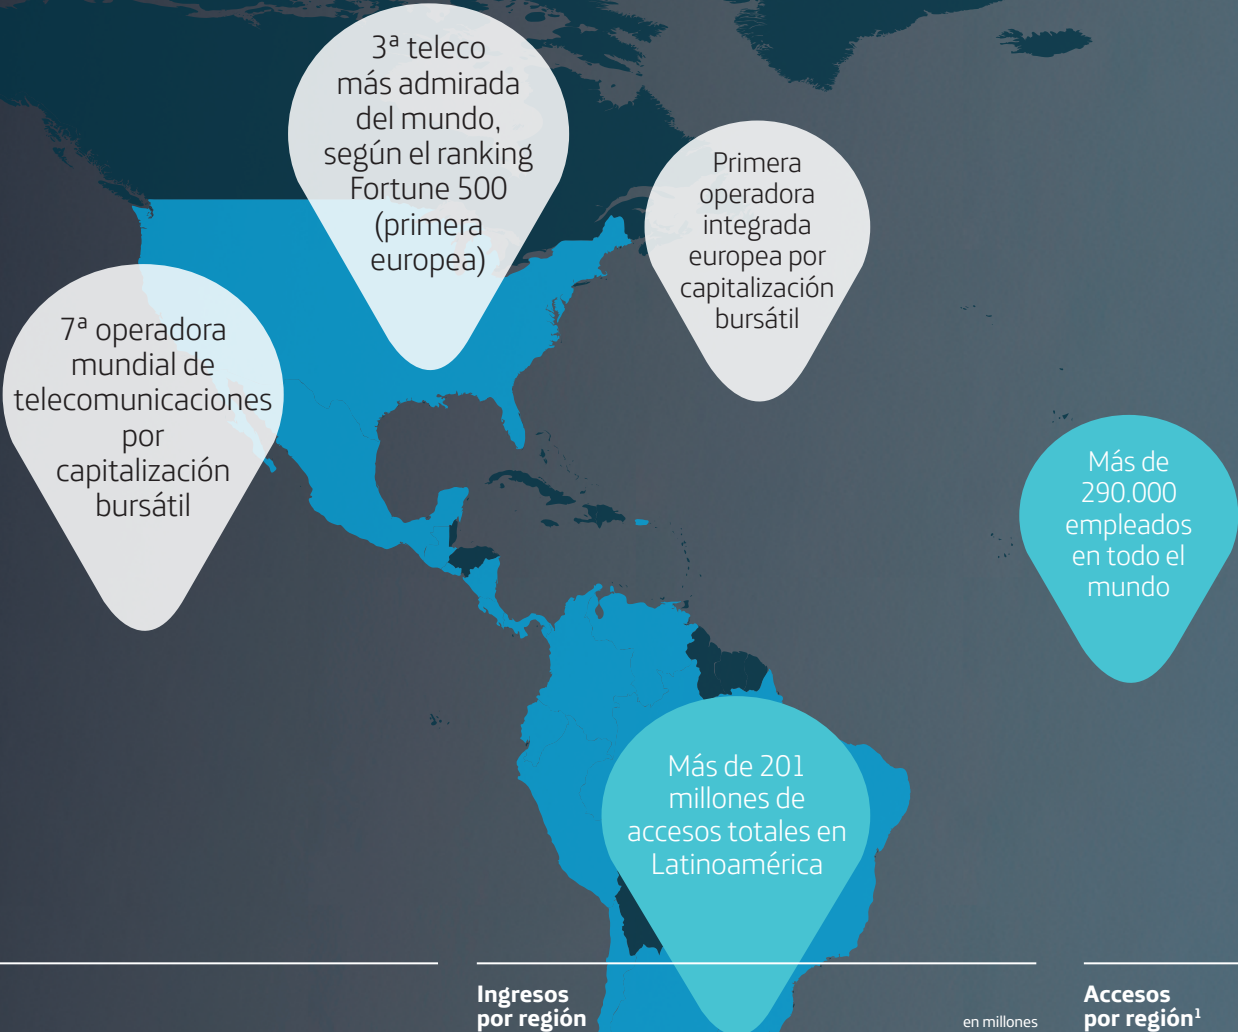 3ª teleco
más admirada
del mundo,
según el ranking
Fortune 500
(primera
europea)
Primera
operadora
integrada
europea por
capitalización
bursátil
7ª operadora
mundial de
telecomunicaciones
por
capitalización
bursátil
Más de
290.000
empleados
en todo el
mundo
Más de 201
millones de
accesos totales en
Latinoamérica
Ingresos
por región
en millones
Accesos
por región¹